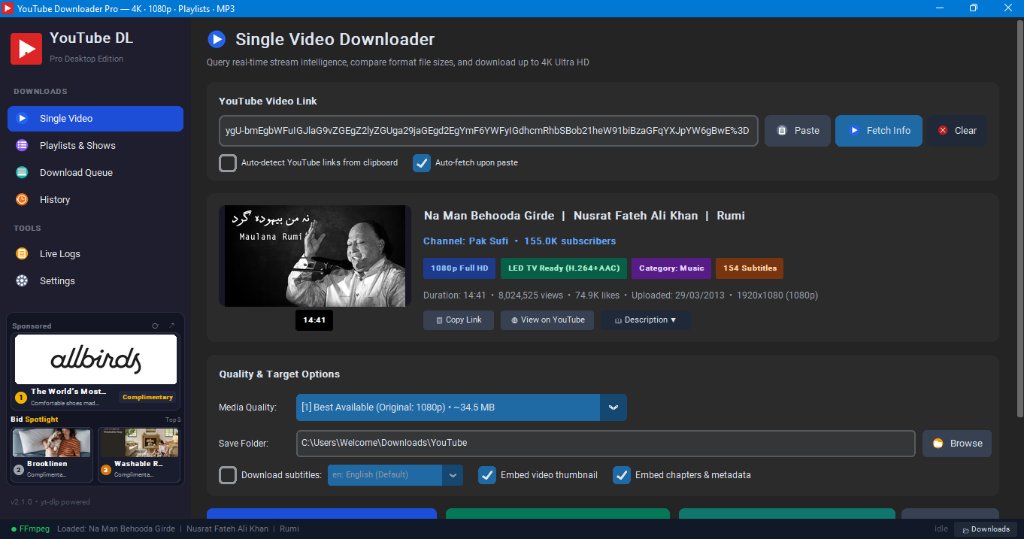 YouTube Downloader Pro — 4K · 1080p · Playlists · MP3
YouTube DL
Pro Desktop Edition
DOWNLOADS
Single Video
Playlists & Shows
Download Queue
History
TOOLS
Live Logs
Settings
Sponsored
allbirds
1
The World's Most...
Comfortable shoes mad...
Complimentary
Bid Spotlight
Top 3
2
Brooklinen
Complimenta...
3
Washable R...
Complimenta...
v2.1.0 • yt-dlp powered
Single Video Downloader
Query real-time stream intelligence, compare format file sizes, and download up to 4K Ultra HD
YouTube Video Link
ygU-bmEgbWFuIGJlaG9vZGEgZ2lyZGUga29jaGEgd2EgYmF6YWFyIGdhcmRhbSBob21heW91biBzaGFqYXJpYW6gBwE%3D
Paste
Fetch Info
Clear
Auto-detect YouTube links from clipboard
Auto-fetch upon paste
نه من بیهوده گرد
Maulana Rumi
14:41
Na Man Behooda Girde | Nusrat Fateh Ali Khan | Rumi
Channel: Pak Sufi • 155.0K subscribers
1080p Full HD
LED TV Ready (H.264+AAC)
Category: Music
154 Subtitles
Duration: 14:41 • 8,024,525 views • 74.9K likes • Uploaded: 29/03/2013 • 1920x1080 (1080p)
Copy Link
View on YouTube
Description ▼
Quality & Target Options
Media Quality:
[1] Best Available (Original: 1080p) • ~34.5 MB
Save Folder:
C:\Users\Welcome\Downloads\YouTube
Browse
Download subtitles:
en: English (Default)
Embed video thumbnail
Embed chapters & metadata
● FFmpeg
Loaded: Na Man Behooda Girde | Nusrat Fateh Ali Khan | Rumi
Idle
Downloads